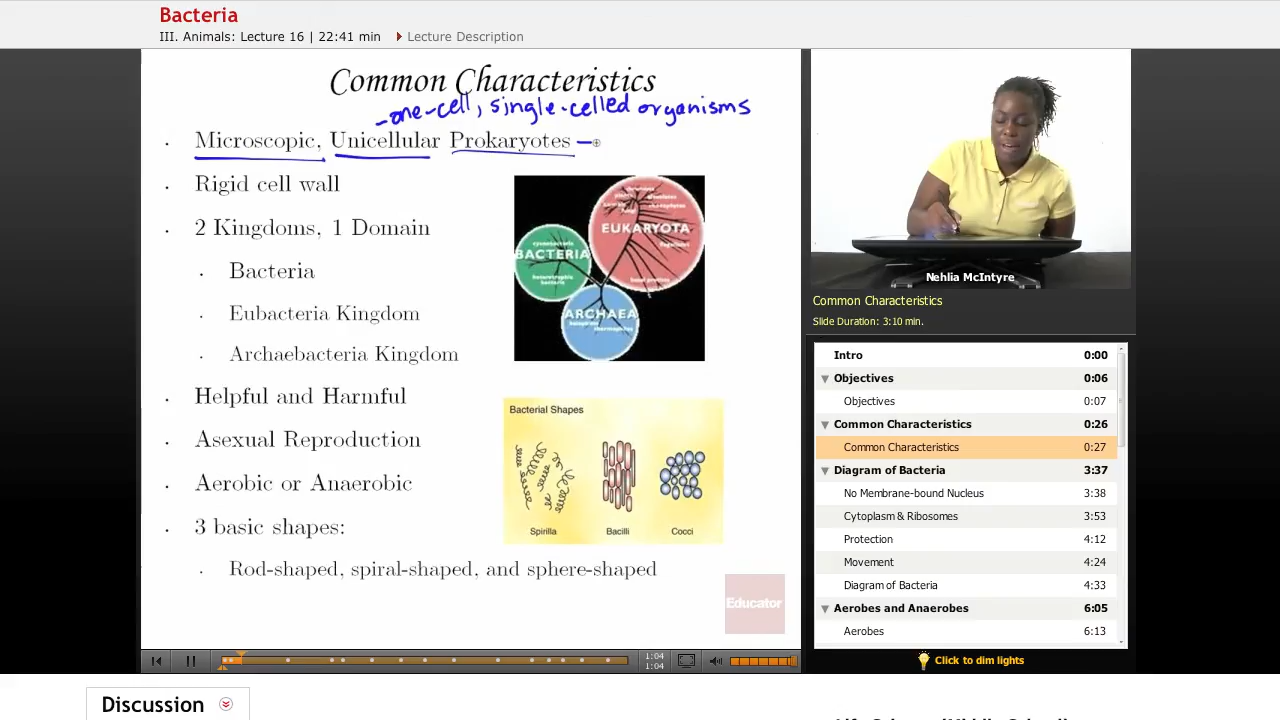 Bacteria
III. Animals: Lecture 16 | 22:41 min Lecture Description
Common Characteristics
- one-cell, single-celled organisms
Microscopic, Unicellular Prokaryotes -
Rigid cell wall
2 Kingdoms, 1 Domain
Bacteria
Eubacteria Kingdom
Archaebacteria Kingdom
Helpful and Harmful
Asexual Reproduction
Aerobic or Anaerobic
3 basic shapes:
Rod-shaped, spiral-shaped, and sphere-shaped
EUKARYOTA
BACTERIA
ARCHAEA
Bacterial Shapes
Spirilla Bacilli Cocci
Educator
1:04
1:04
Nehlia McIntyre
Common Characteristics
Slide Duration: 3:10 min.
Intro 0:00
Objectives 0:06
Objectives 0:07
Common Characteristics 0:26
Common Characteristics 0:27
Diagram of Bacteria 3:37
No Membrane-bound Nucleus 3:38
Cytoplasm & Ribosomes 3:53
Protection 4:12
Movement 4:24
Diagram of Bacteria 4:33
Aerobes and Anaerobes 6:05
Aerobes 6:13
Click to dim lights
Discussion